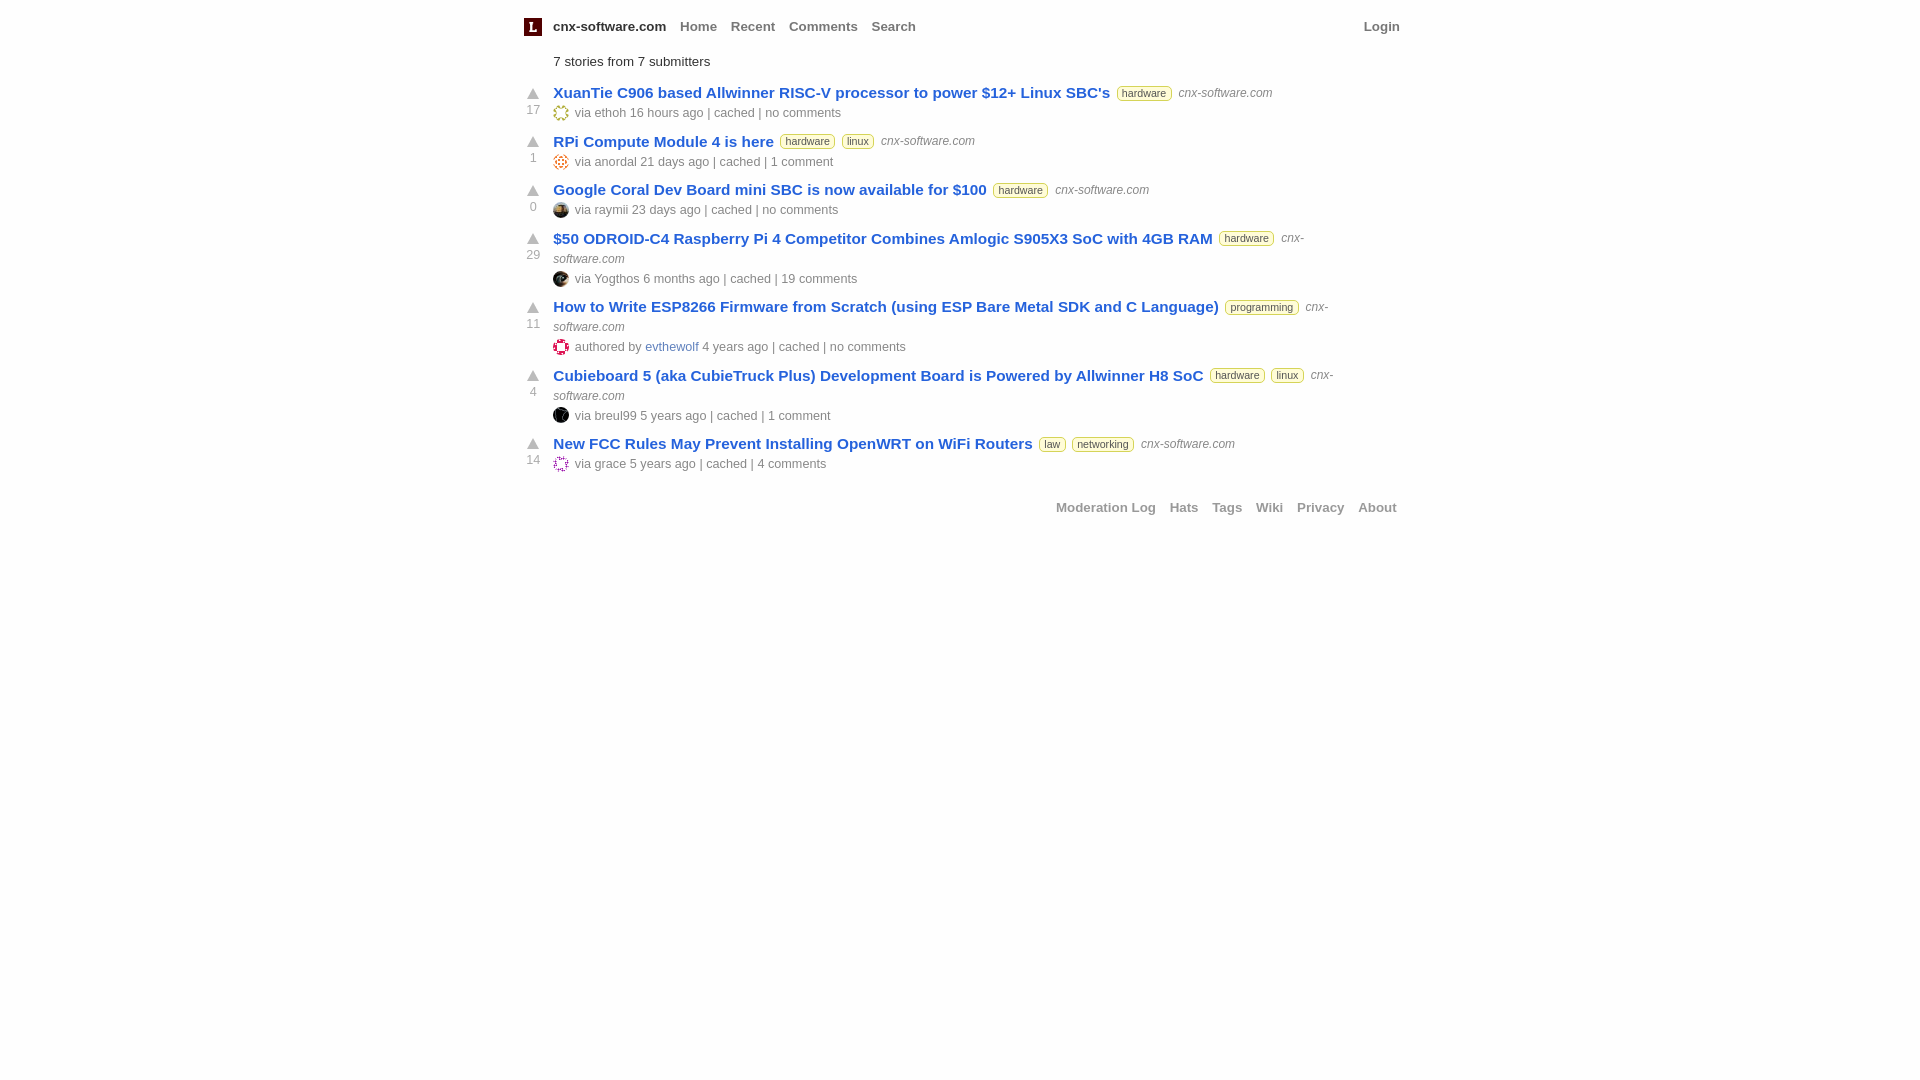 L cnx-software.com Home Recent Comments Search Login
7 stories from 7 submitters
XuanTie C906 based Allwinner RISC-V processor to power $12+ Linux SBC's hardware cnx-software.com
17 via ethoh 16 hours ago | cached | no comments
RPi Compute Module 4 is here hardware linux cnx-software.com
1 via anordal 21 days ago | cached | 1 comment
Google Coral Dev Board mini SBC is now available for $100 hardware cnx-software.com
0 via raymii 23 days ago | cached | no comments
$50 ODROID-C4 Raspberry Pi 4 Competitor Combines Amlogic S905X3 SoC with 4GB RAM hardware cnx-
29 software.com
via Yogthos 6 months ago | cached | 19 comments
How to Write ESP8266 Firmware from Scratch (using ESP Bare Metal SDK and C Language) programming cnx-
11 software.com
authored by evthewolf 4 years ago | cached | no comments
Cubieboard 5 (aka CubieTruck Plus) Development Board is Powered by Allwinner H8 SoC hardware linux cnx-
4 software.com
via breul99 5 years ago | cached | 1 comment
New FCC Rules May Prevent Installing OpenWRT on WiFi Routers law networking cnx-software.com
14 via grace 5 years ago | cached | 4 comments
Moderation Log Hats Tags Wiki Privacy About